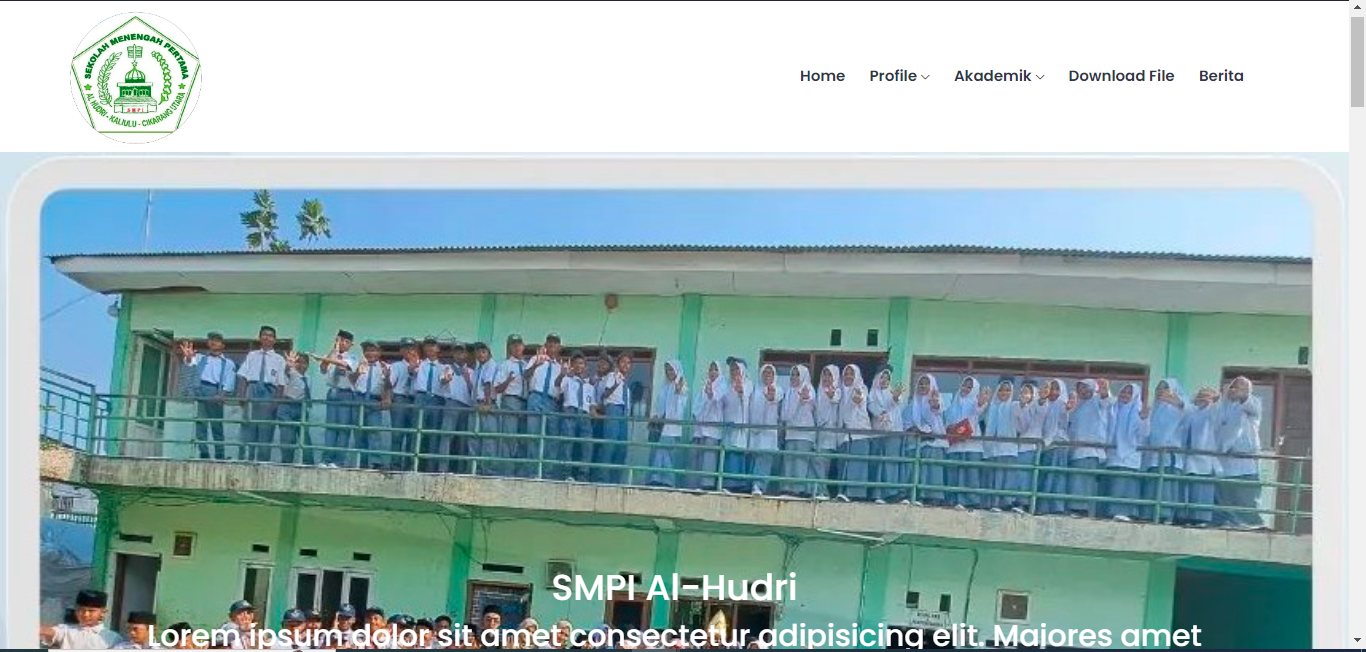 SEKOLAH MENENGAH PERTAMA
SMPI
AL HUDRI - KALIULU - CIKARANG UTARA
Home Profile Akademik Download File Berita
SMPI Al-Hudri
Lorem ipsum dolor sit amet consectetur adipisicing elit. Maiores amet